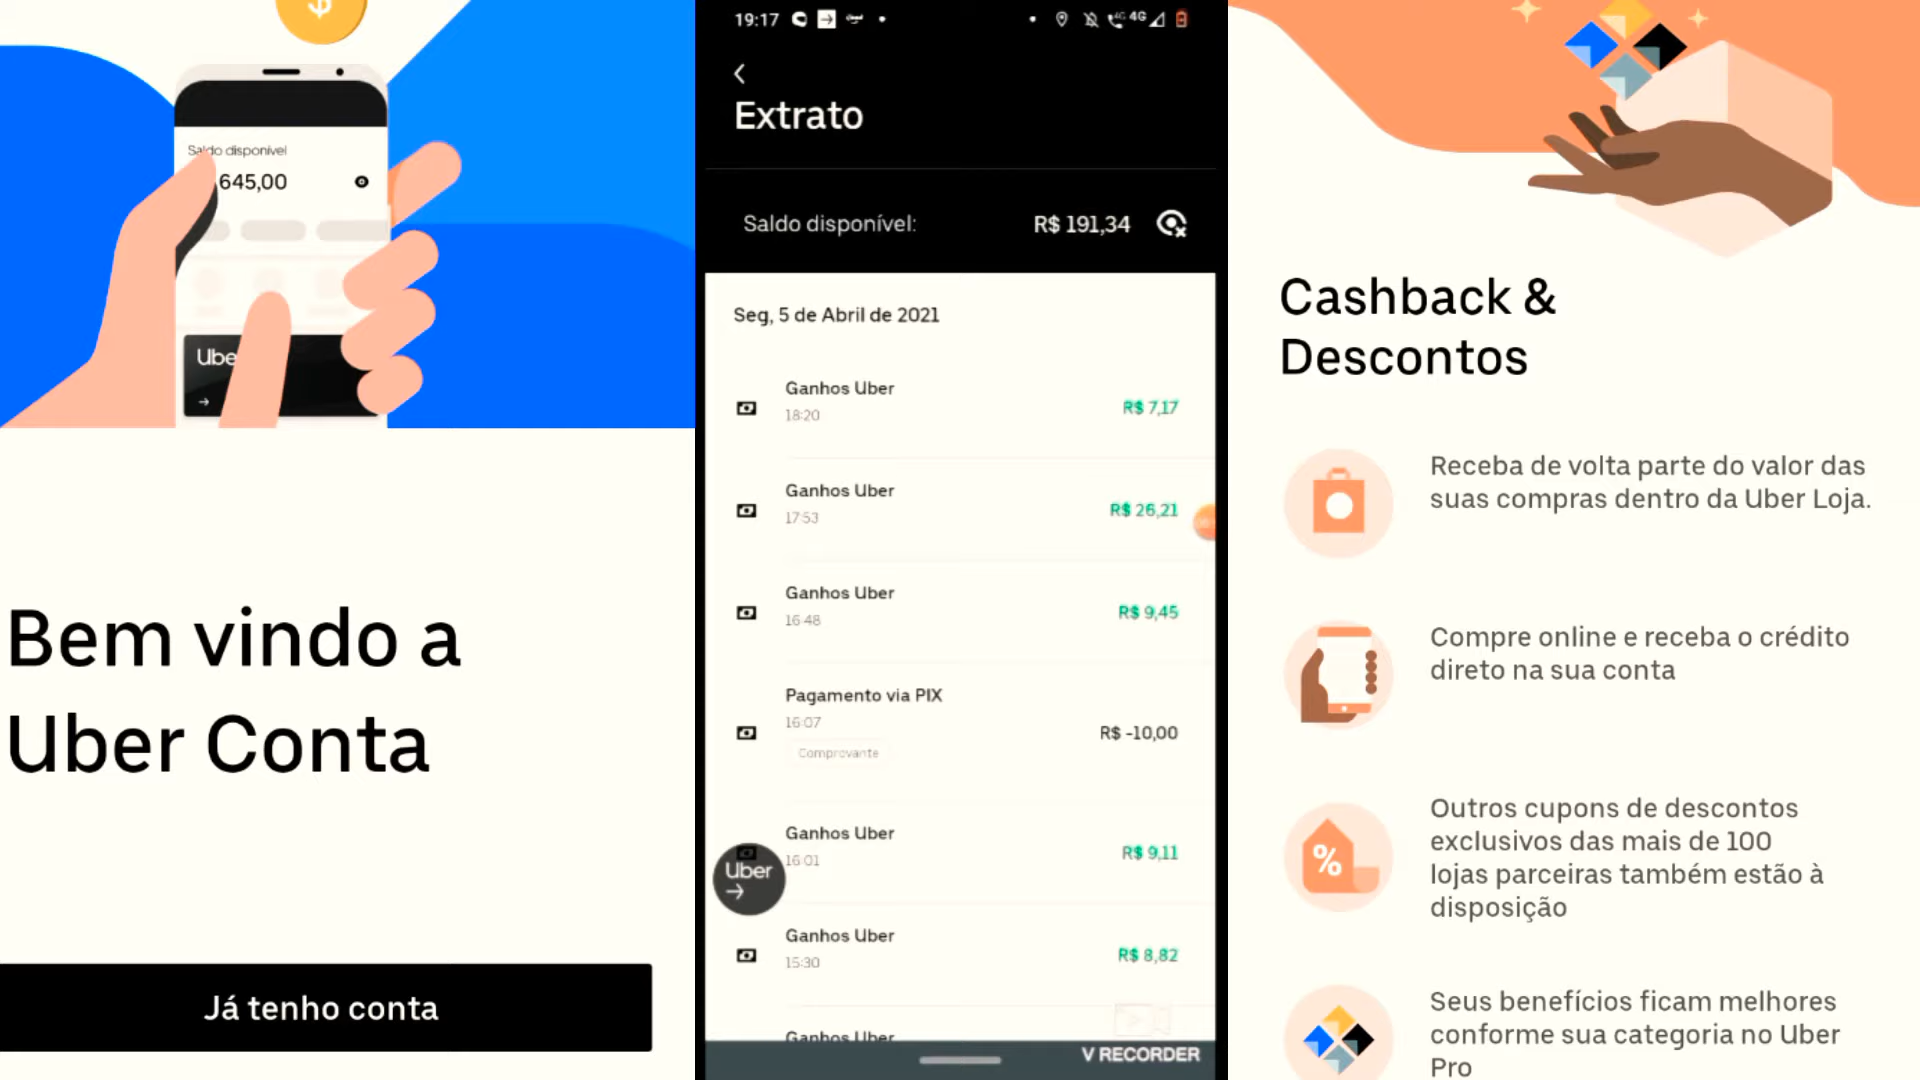 $
Saldo disponível
645,00
Ube
Bem vindo a
Uber Conta
Já tenho conta
19:17
4G
4G
Extrato
Saldo disponível:
R$ 191,34
Seg, 5 de Abril de 2021
Ganhos Uber
18:20
R$ 7,17
Ganhos Uber
17:53
R$ 26,21
Ganhos Uber
16:48
R$ 9,45
Pagamento via PIX
16:07
Comprovante
R$ -10,00
Ganhos Uber
16:01
R$ 9,11
Uber
Ganhos Uber
15:30
R$ 8,82
Ganhos Uber
V RECORDER
Cashback &
Descontos
Receba de volta parte do valor das
suas compras dentro da Uber Loja.
Compre online e receba o crédito
direto na sua conta
%
Outros cupons de descontos
exclusivos das mais de 100
lojas parceiras também estão à
disposição
Seus benefícios ficam melhores
conforme sua categoria no Uber
Pro